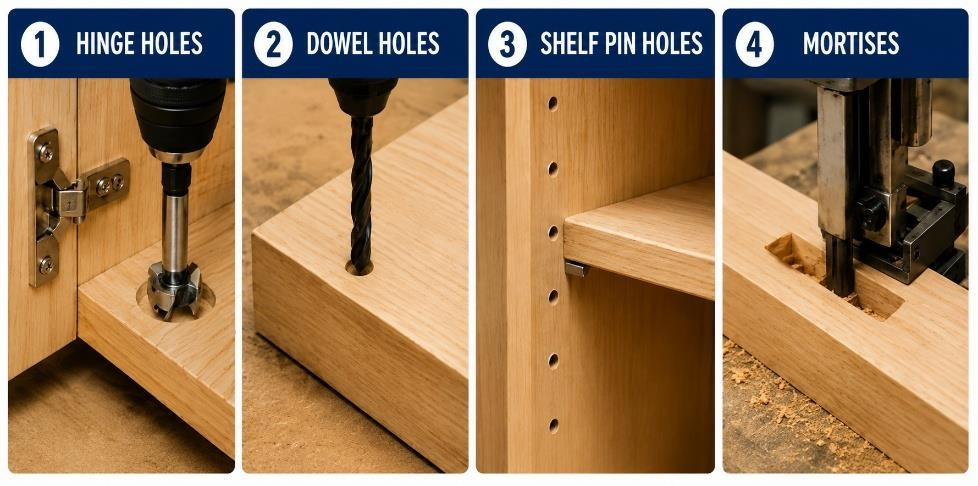 1 HINGE HOLES
2 DOWEL HOLES
3 SHELF PIN HOLES
4 MORTISES